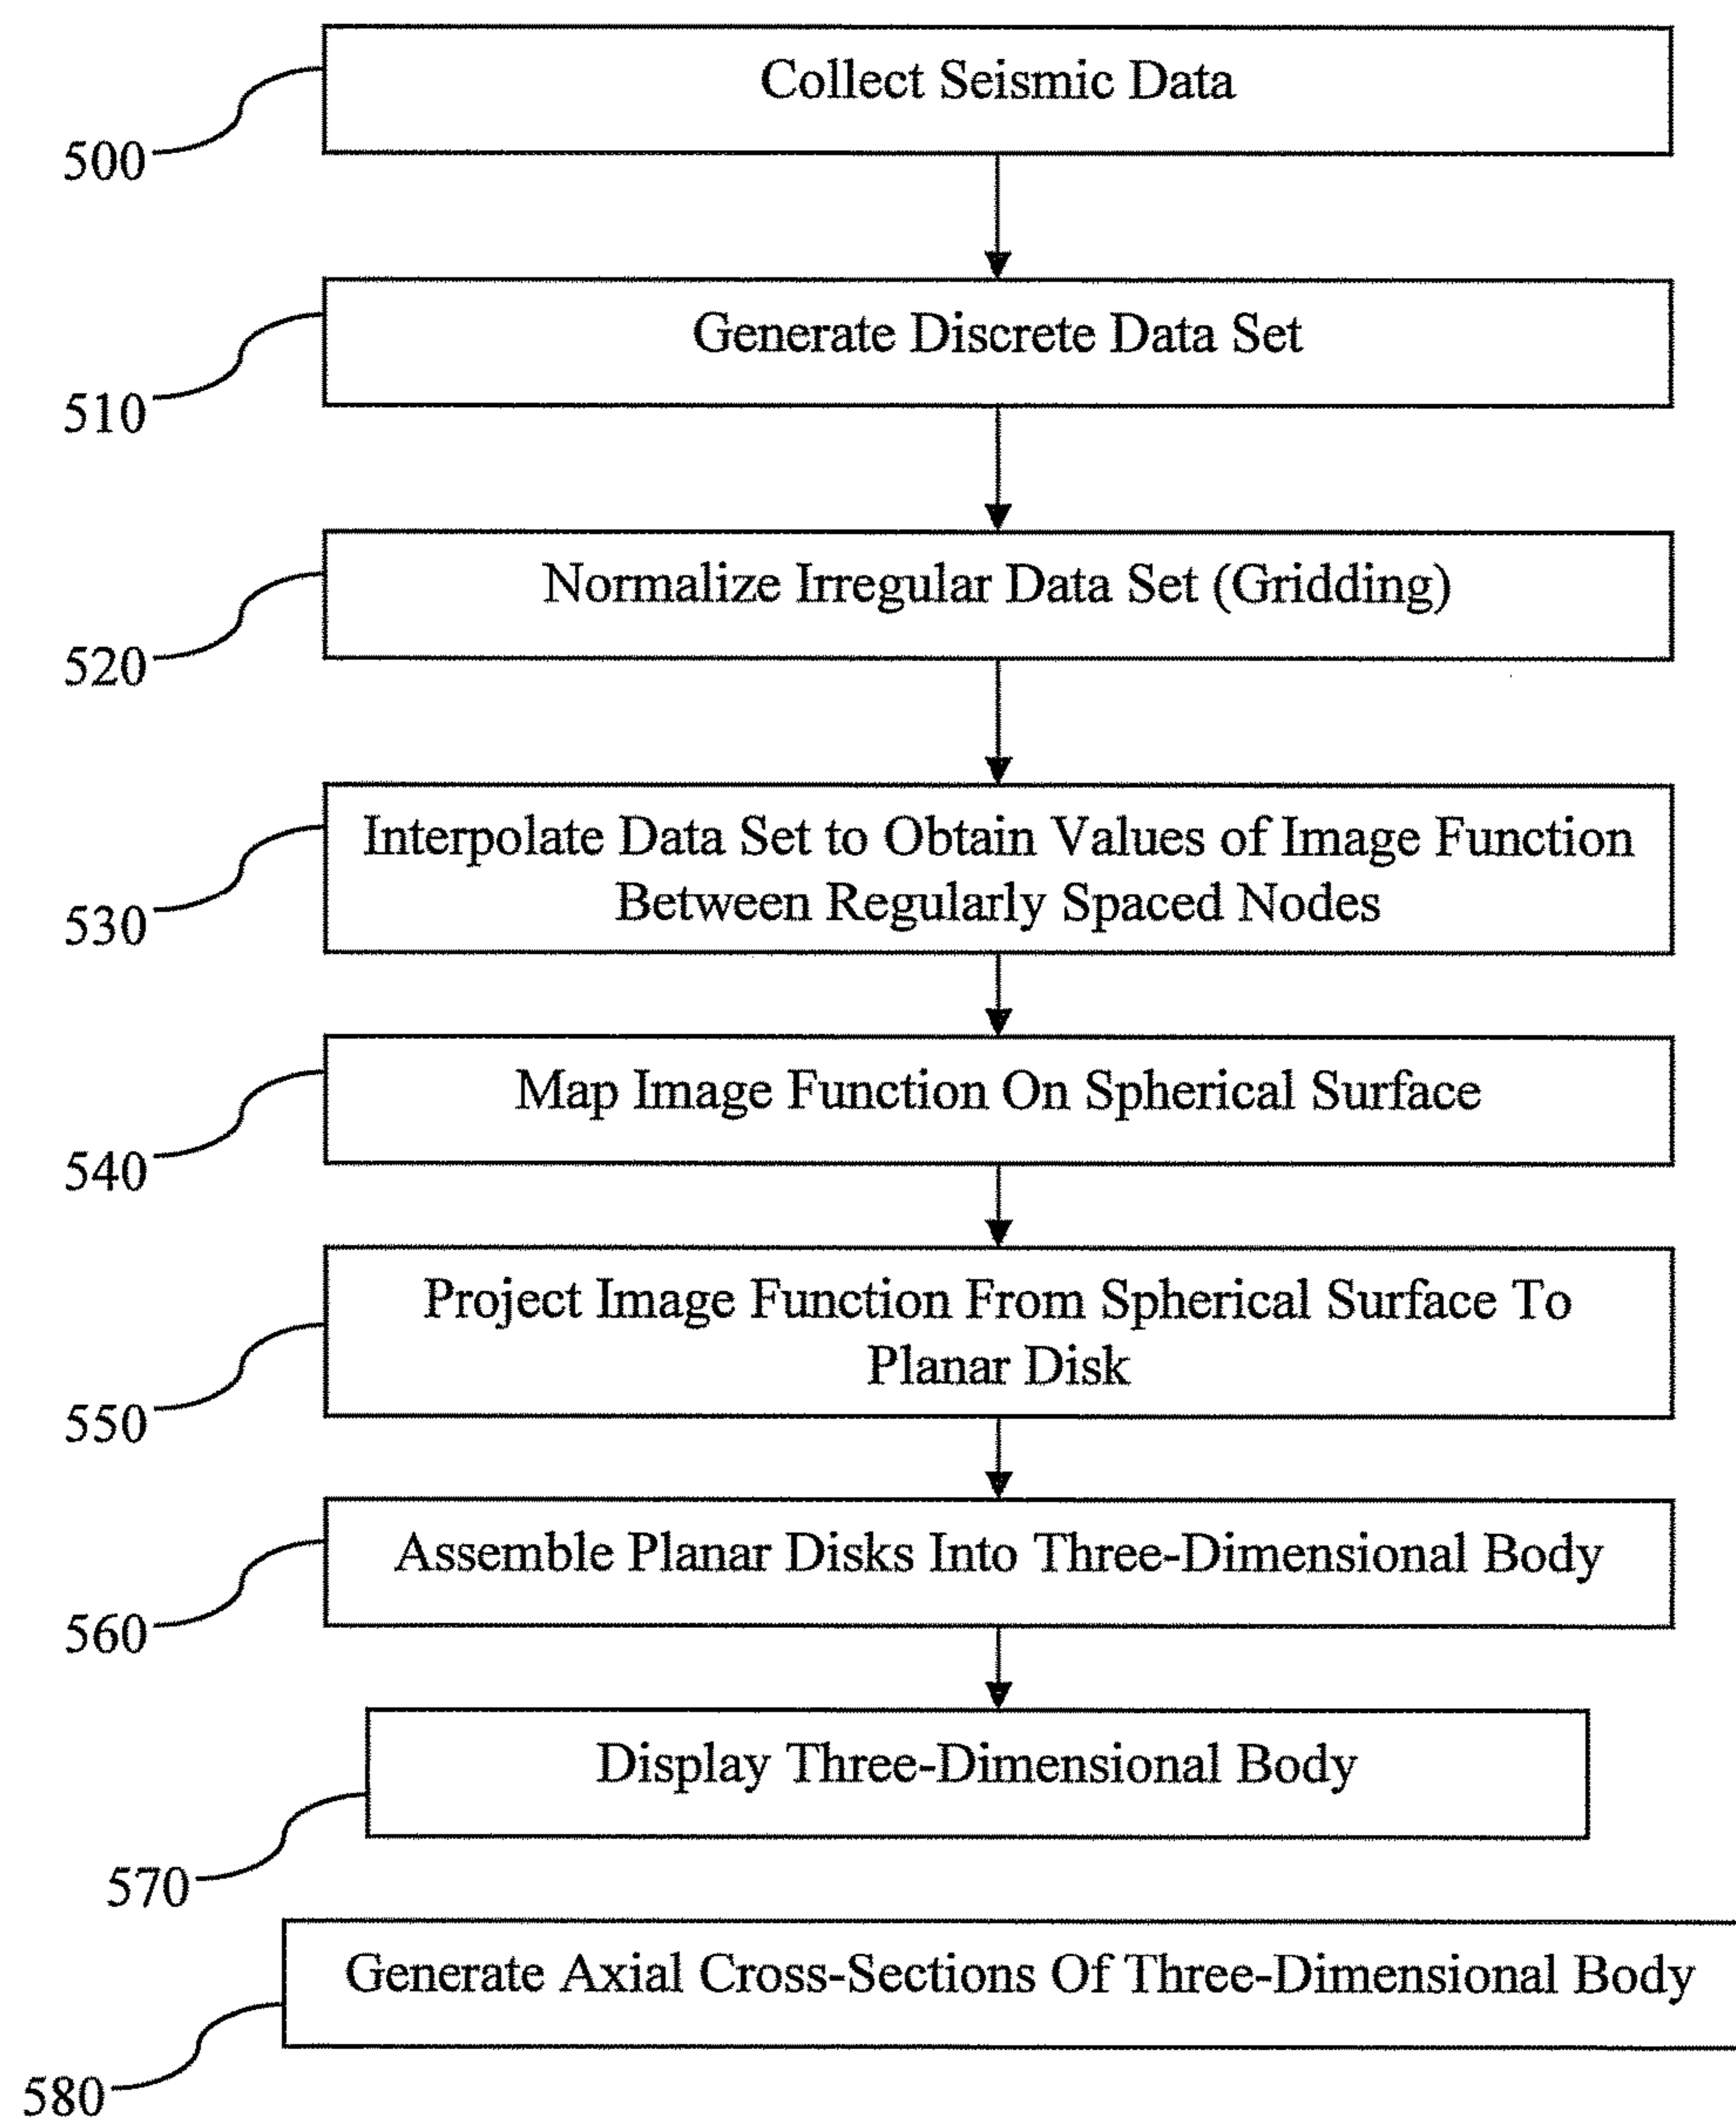 Collect Seismic Data
500
Generate Discrete Data Set
510
Normalize Irregular Data Set (Gridding)
520
Interpolate Data Set to Obtain Values of Image Function
Between Regularly Spaced Nodes
530
Map Image Function On Spherical Surface
540
Project Image Function From Spherical Surface To
Planar Disk
550
Assemble Planar Disks Into Three-Dimensional Body
560
Display Three-Dimensional Body
570
Generate Axial Cross-Sections Of Three-Dimensional Body
580